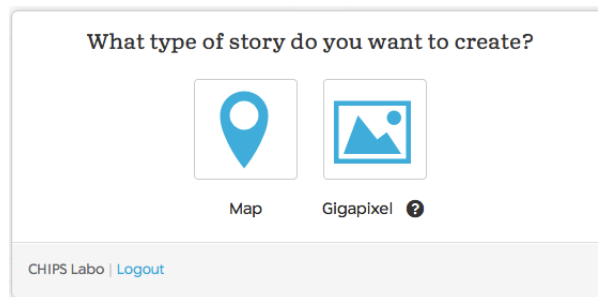 What type of story do you want to create?
Map Gigapixel ?
CHIPS Labo | Logout